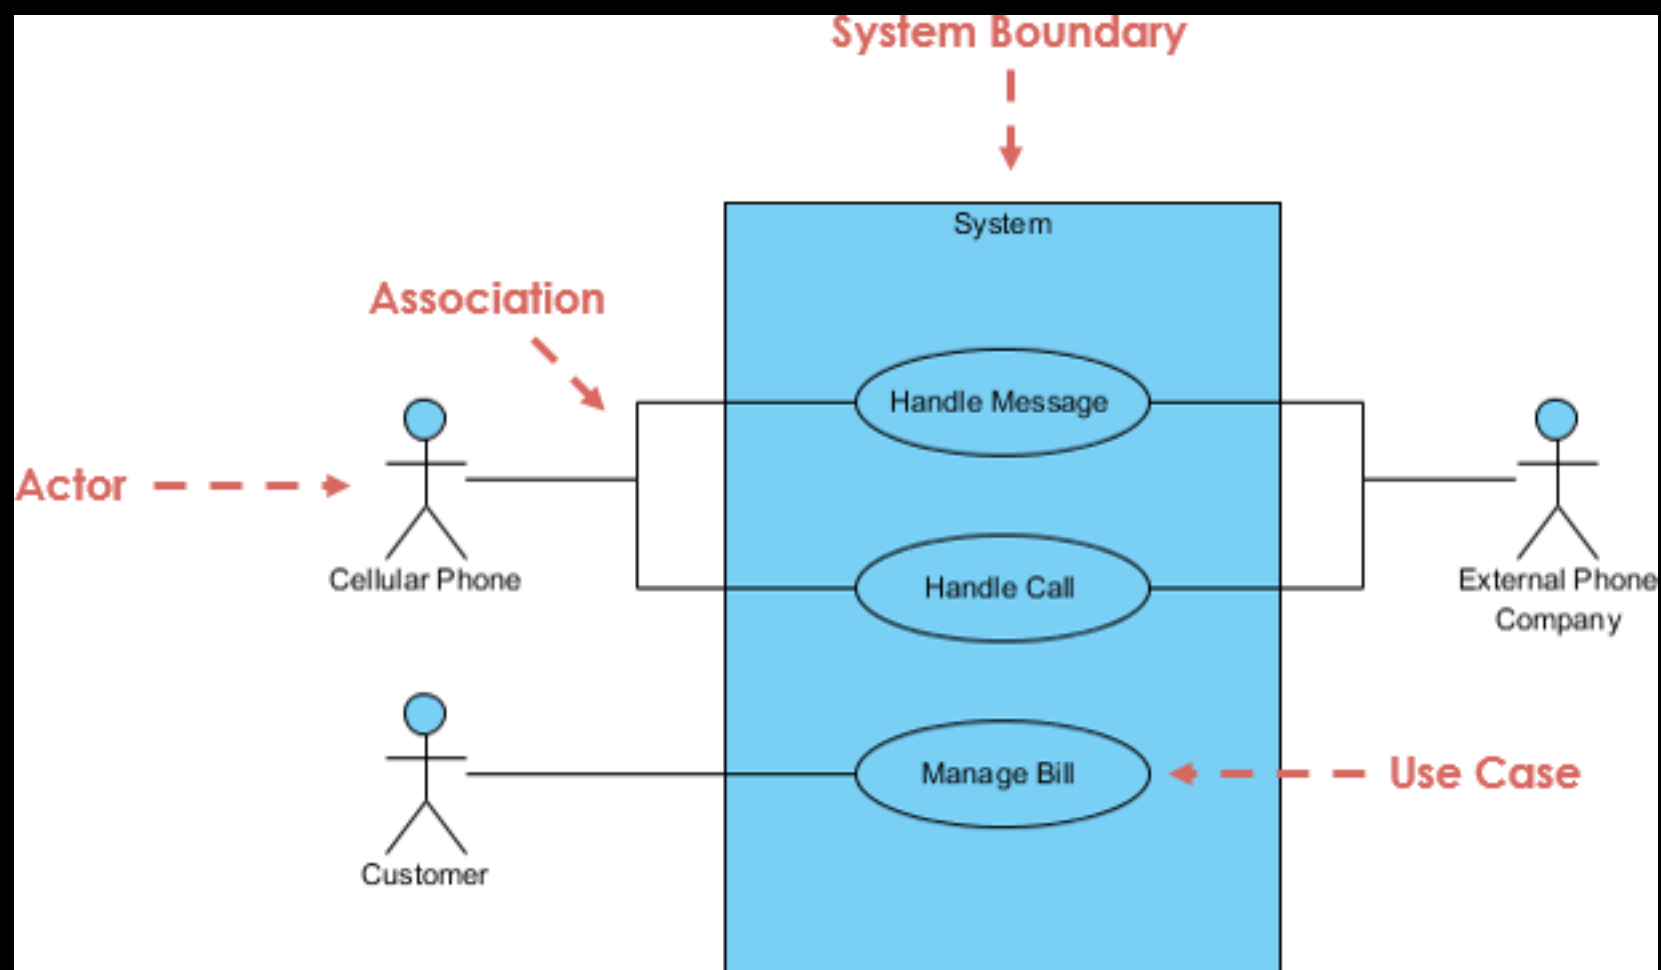 System Boundary
System
Association
Handle Message
Actor
Cellular Phone
Handle Call
External Phone
Company
Manage Bill
Use Case
Customer